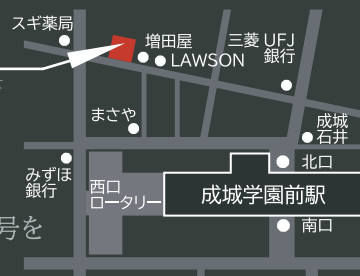 スギ薬局
増田屋
LAWSON
三菱 UFJ
銀行
まさや
成城
石井
みずほ
銀行
西口
ロータリー
北口
成城学園前駅
南口
号を